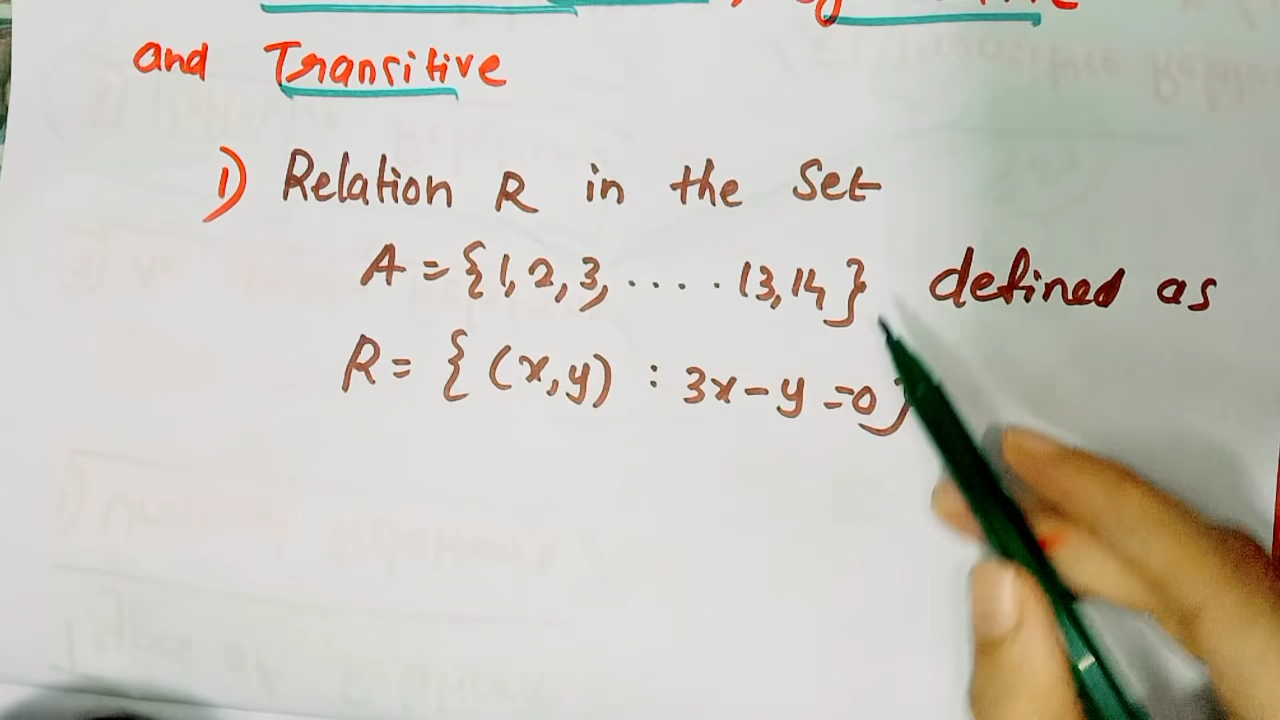 and Transitive
1) Relation R in the Set
A = {1, 2, 3, ..... 13, 14} defined as
R = { (x, y) : 3x - y = 0}